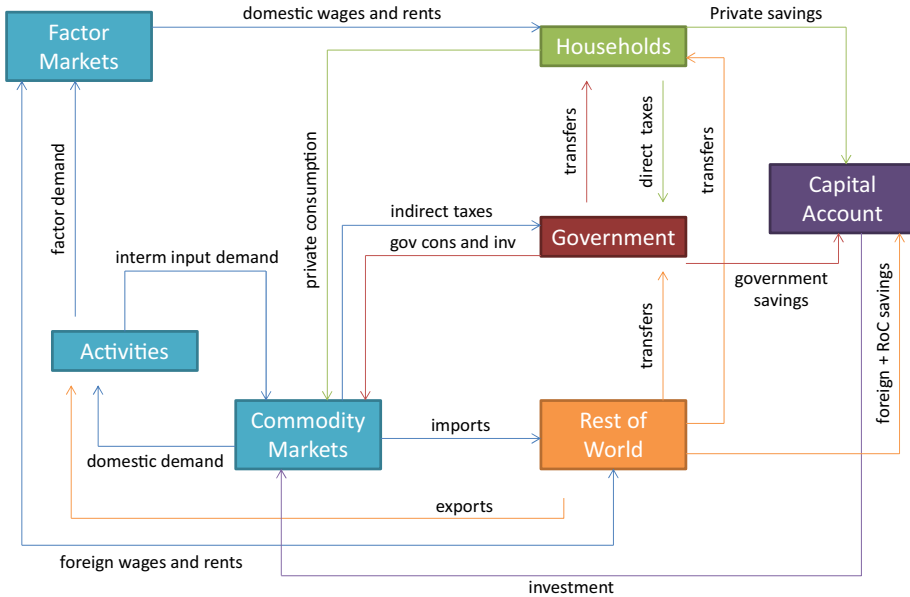 domestic wages and rents
Private savings
Factor
Markets
Households
factor demand
private consumption
transfers
direct taxes
transfers
Capital
Account
indirect taxes
Government
gov cons and inv
interm input demand
government
savings
foreign + RoC savings
Activities
transfers
Commodity
Markets
imports
Rest of
World
domestic demand
exports
foreign wages and rents
investment